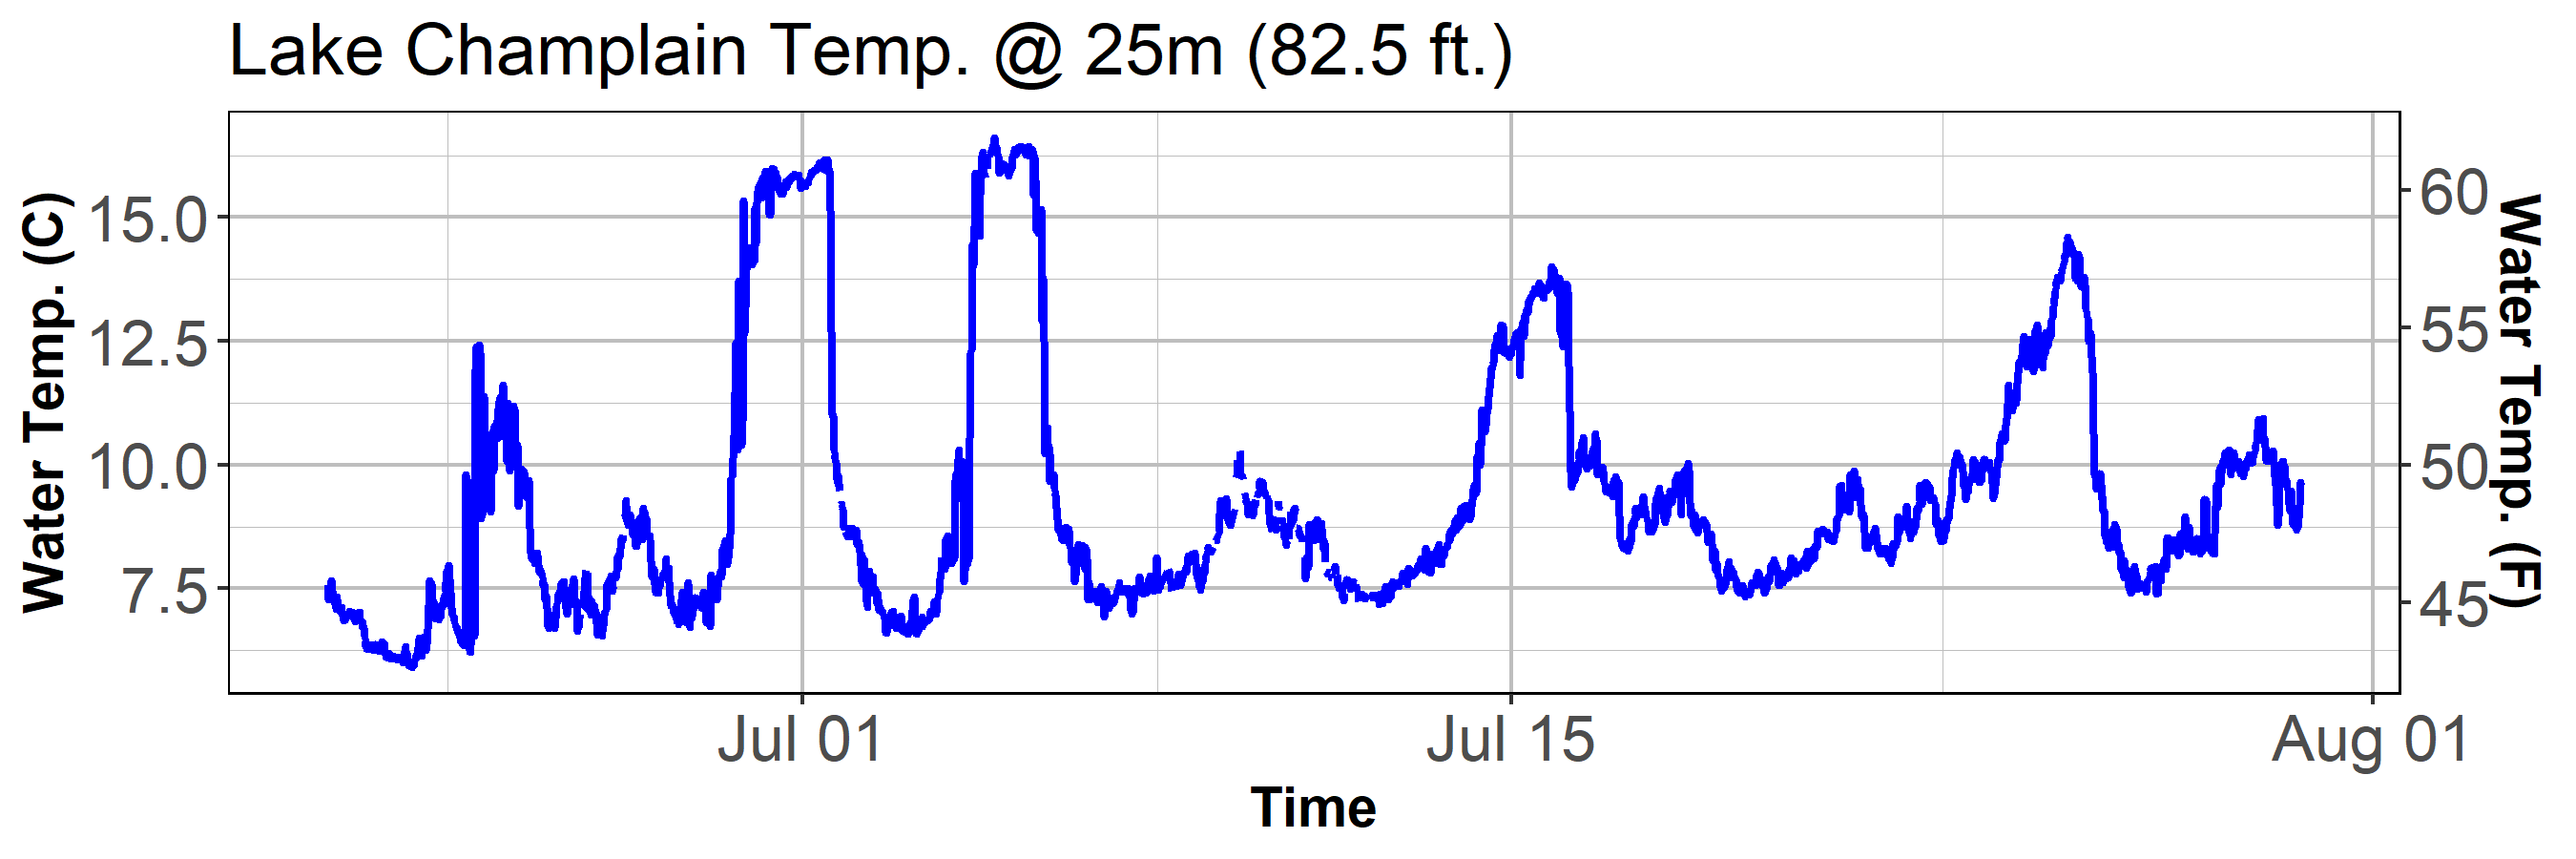 Lake Champlain Temp. @ 25m (82.5 ft.)
Water Temp. (C)
15.0
12.5
10.0
7.5
60
55
50
45
Water Temp. (F)
Jul 01
Jul 15
Aug 01
Time